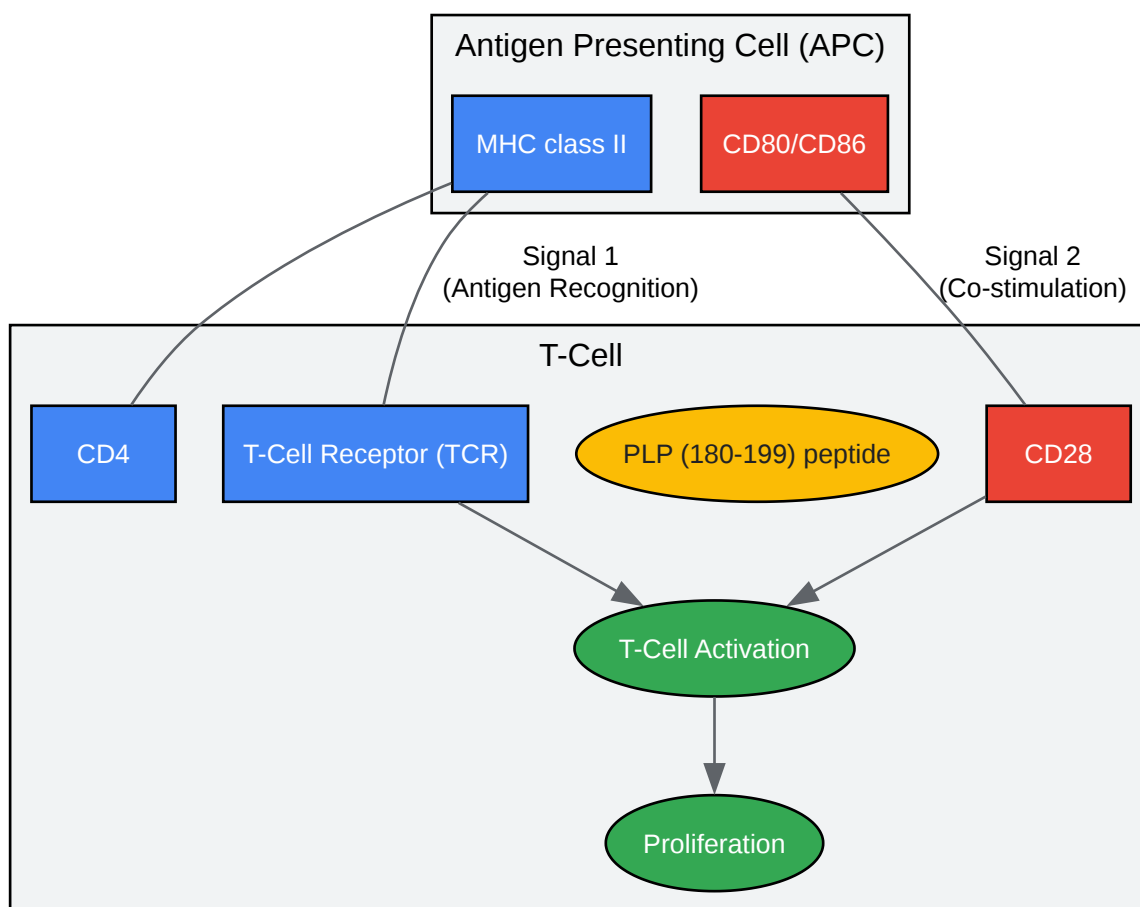 Antigen Presenting Cell (APC)
MHC class II
CD80/CD86
Signal 1
(Antigen Recognition)
Signal 2
(Co-stimulation)
T-Cell
CD4
T-Cell Receptor (TCR)
PLP (180-199) peptide
CD28
T-Cell Activation
Proliferation